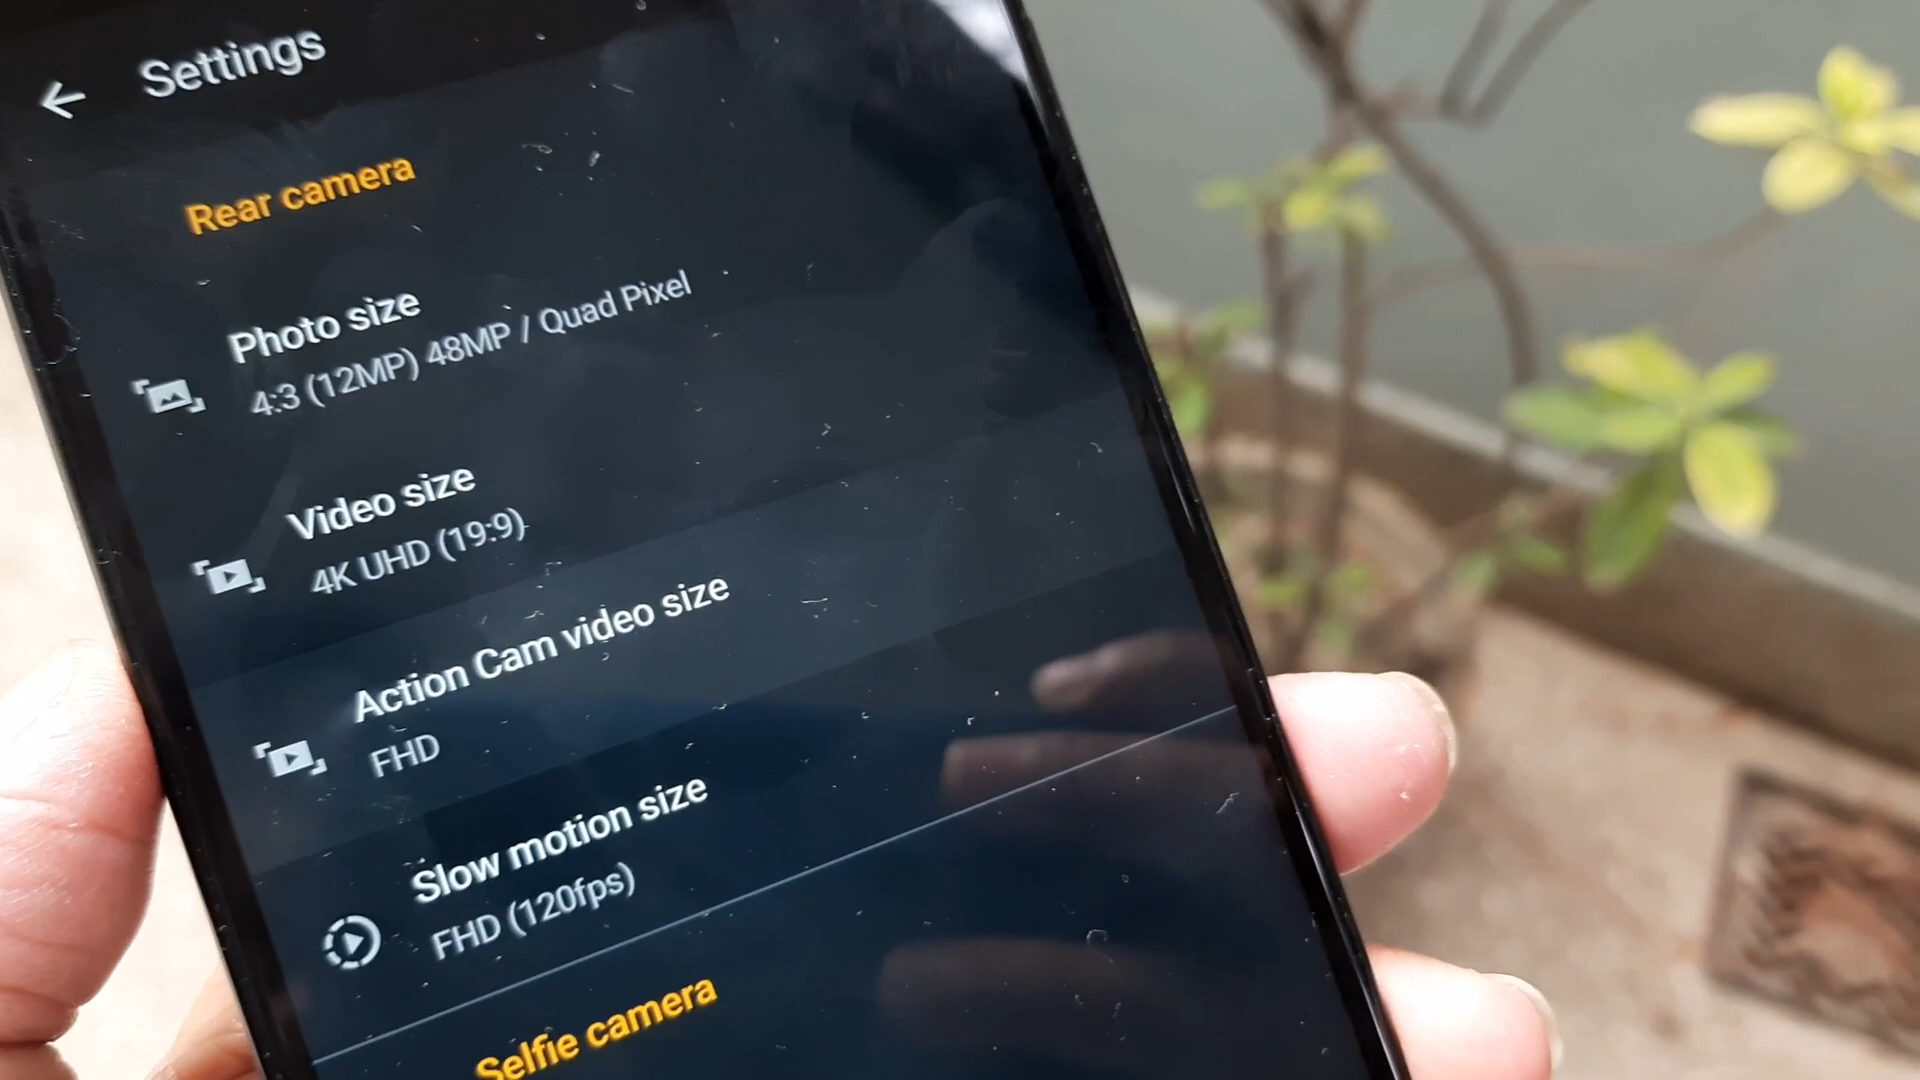 Settings
Rear camera
Photo size
4:3 (12MP) 48MP / Quad Pixel
Video size
4K UHD (19:9)
Action Cam video size
FHD
Slow motion size
FHD (120fps)
Selfie camera